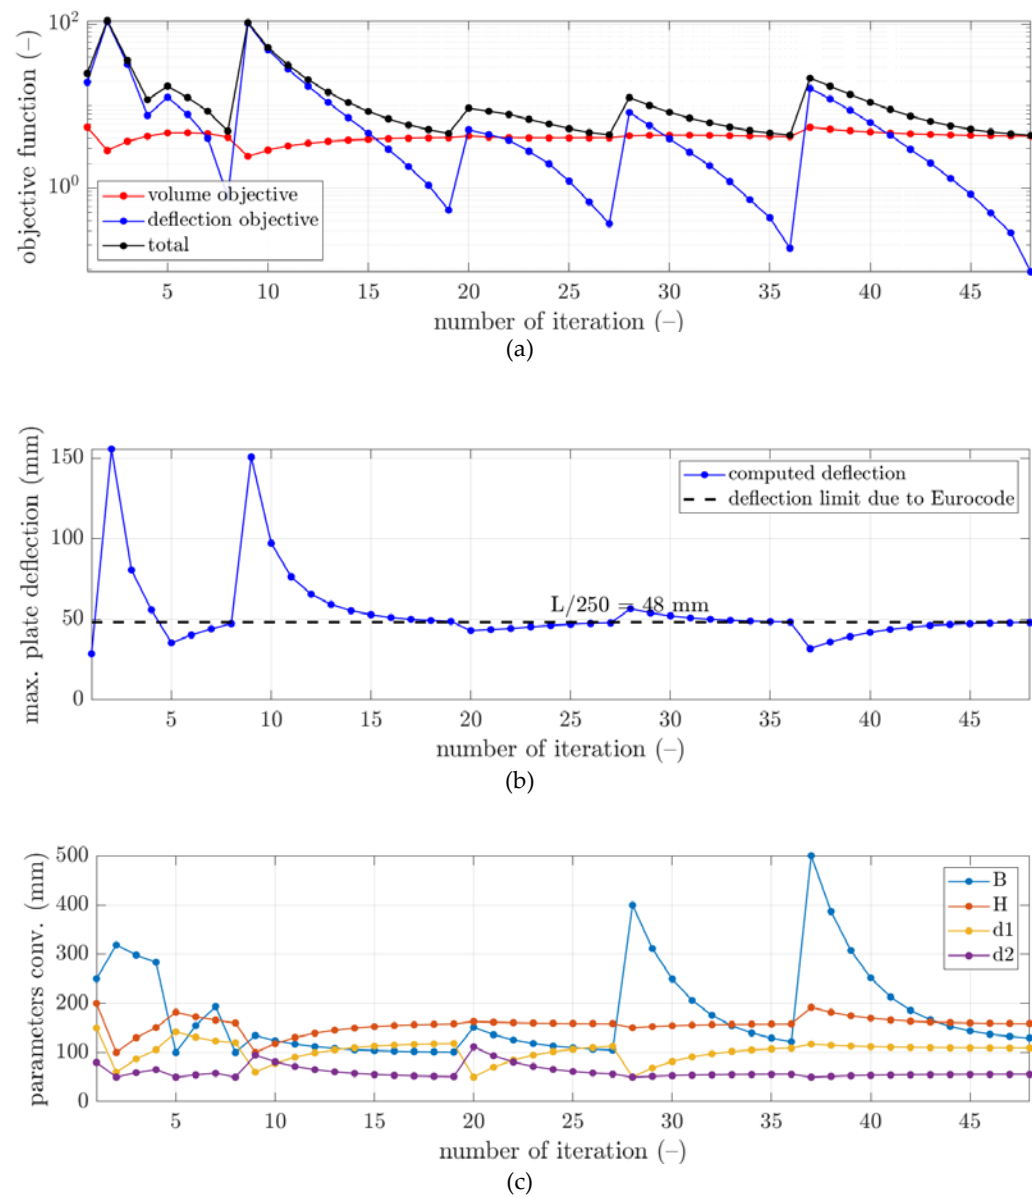 objective function (–)
10^2
10^0
volume objective
deflection objective
total
5 10 15 20 25 30 35 40 45
number of iteration (–)
(a)
max. plate deflection (mm)
150
100
50
0
computed deflection
deflection limit due to Eurocode
L/250 = 48 mm
5 10 15 20 25 30 35 40 45
number of iteration (–)
(b)
parameters conv. (mm)
500
400
300
200
100
0
B
H
d1
d2
5 10 15 20 25 30 35 40 45
number of iteration (–)
(c)